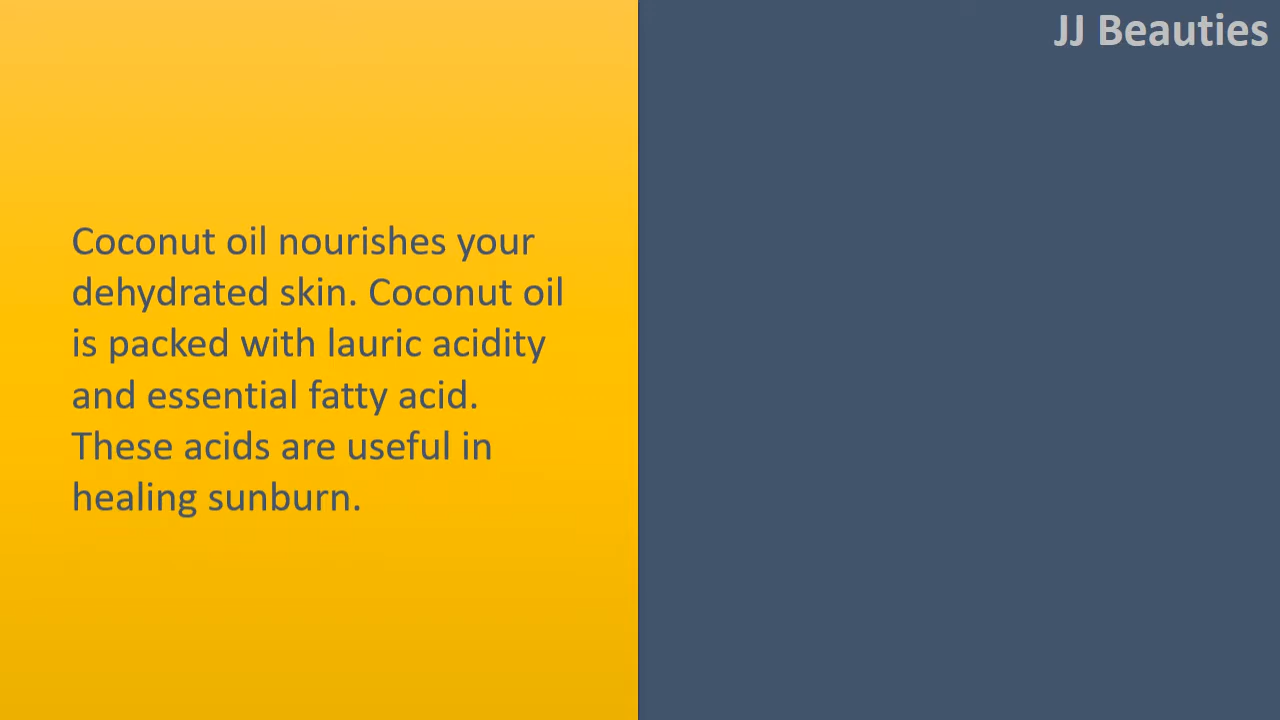 JJ Beauties
Coconut oil nourishes your
dehydrated skin. Coconut oil
is packed with lauric acidity
and essential fatty acid.
These acids are useful in
healing sunburn.